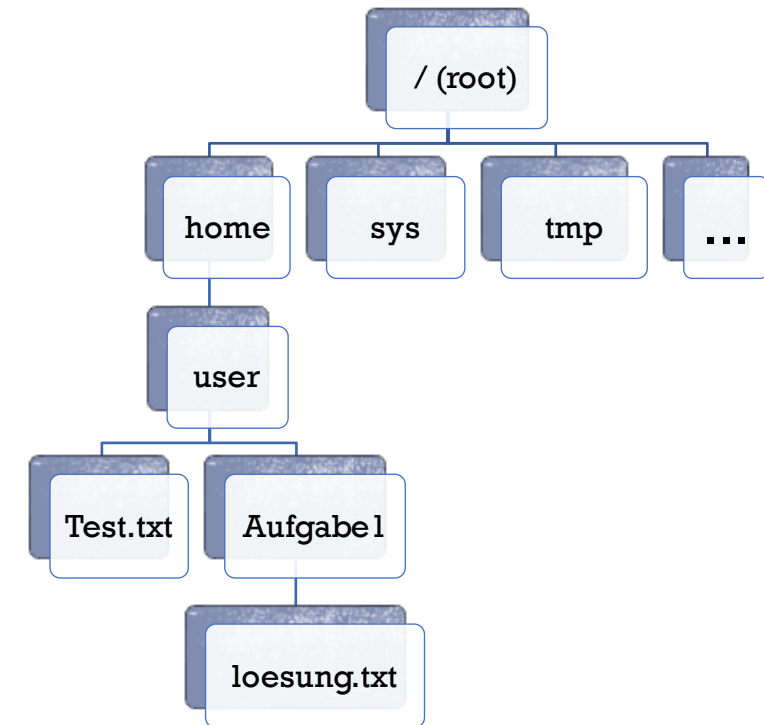 / (root)
home
sys
tmp
...
user
Test.txt
Aufgabe1
loesung.txt